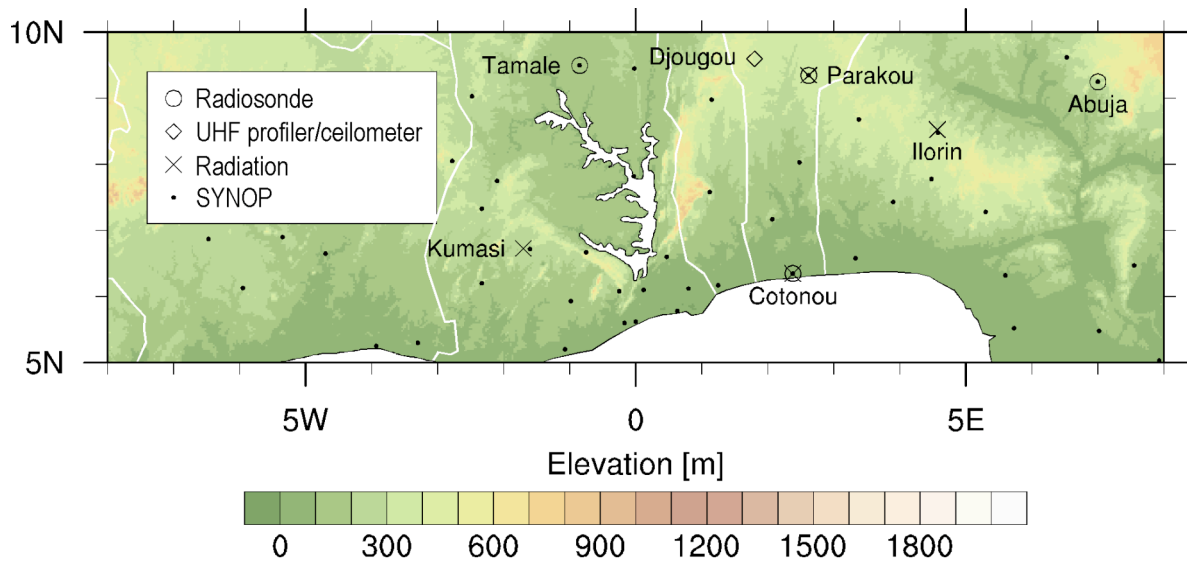 10N
Tamale
Djougou
Parakou
Abuja
Radiosonde
UHF profiler/ceilometer
Radiation
SYNOP
Ilorin
Kumasi
Cotonou
5N
5W 0 5E
Elevation [m]
0 300 600 900 1200 1500 1800